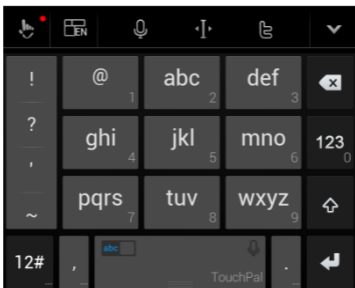 EN
! @ 1 abc 2 def 3
? ghi 4 jkl 5 mno 6 123 0
, pqrs 7 tuv 8 wxyz 9
~
12# , abc TouchPal .